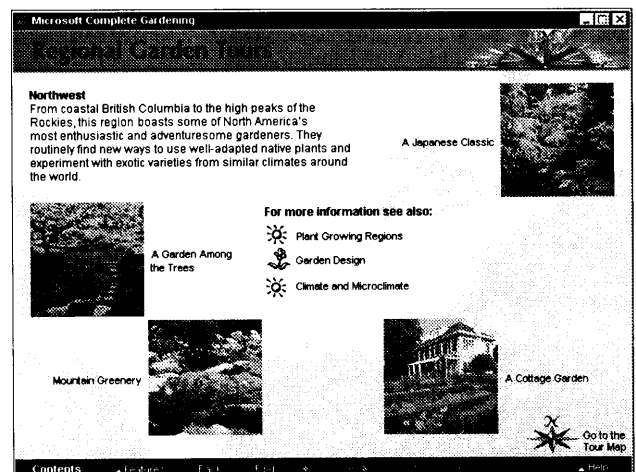 Microsoft Complete Gardening
Regional Garden Tours
Northwest
From coastal British Columbia to the high peaks of the
Rockies, this region boasts some of North America's
most enthusiastic and adventuresome gardeners. They
routinely find new ways to use well-adapted native plants and
experiment with exotic varieties from similar climates around
the world.
A Japanese Classic
For more information see also:
Plant Growing Regions
Garden Design
Climate and Microclimate
A Garden Among
the Trees
Mountain Greenery
A Cottage Garden
Go to the
Tour Map
Contents
Features
Help